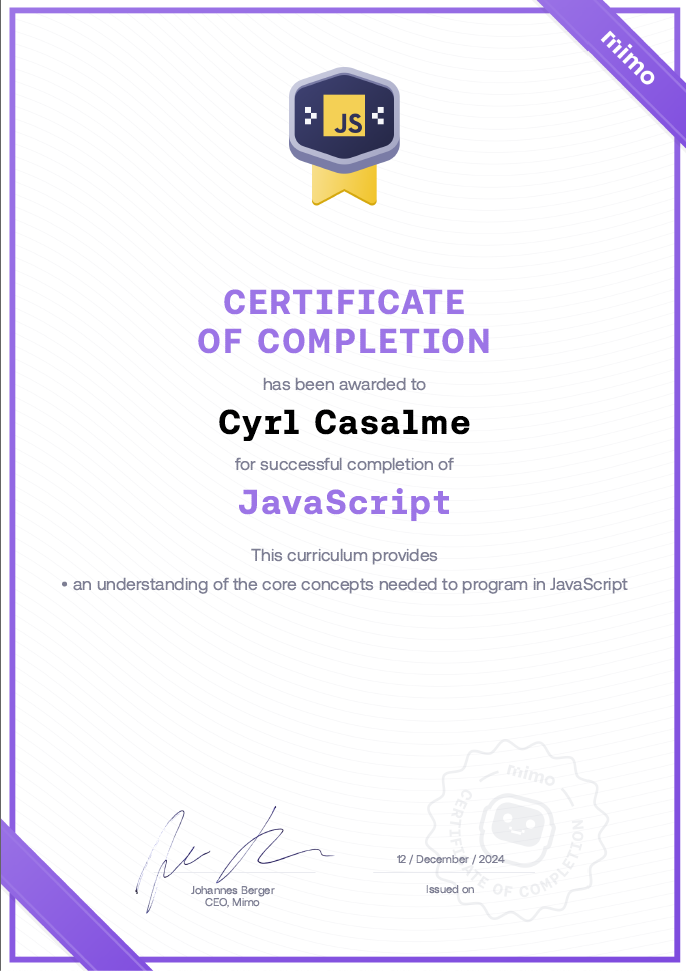 mimo
JS
CERTIFICATE
OF COMPLETION
has been awarded to
Cyrl Casalme
for successful completion of
JavaScript
This curriculum provides
• an understanding of the core concepts needed to program in JavaScript
mimo
CERTIFICATE OF COMPLETION
12 / December / 2024
Johannes Berger
Issued on
CEO, Mimo